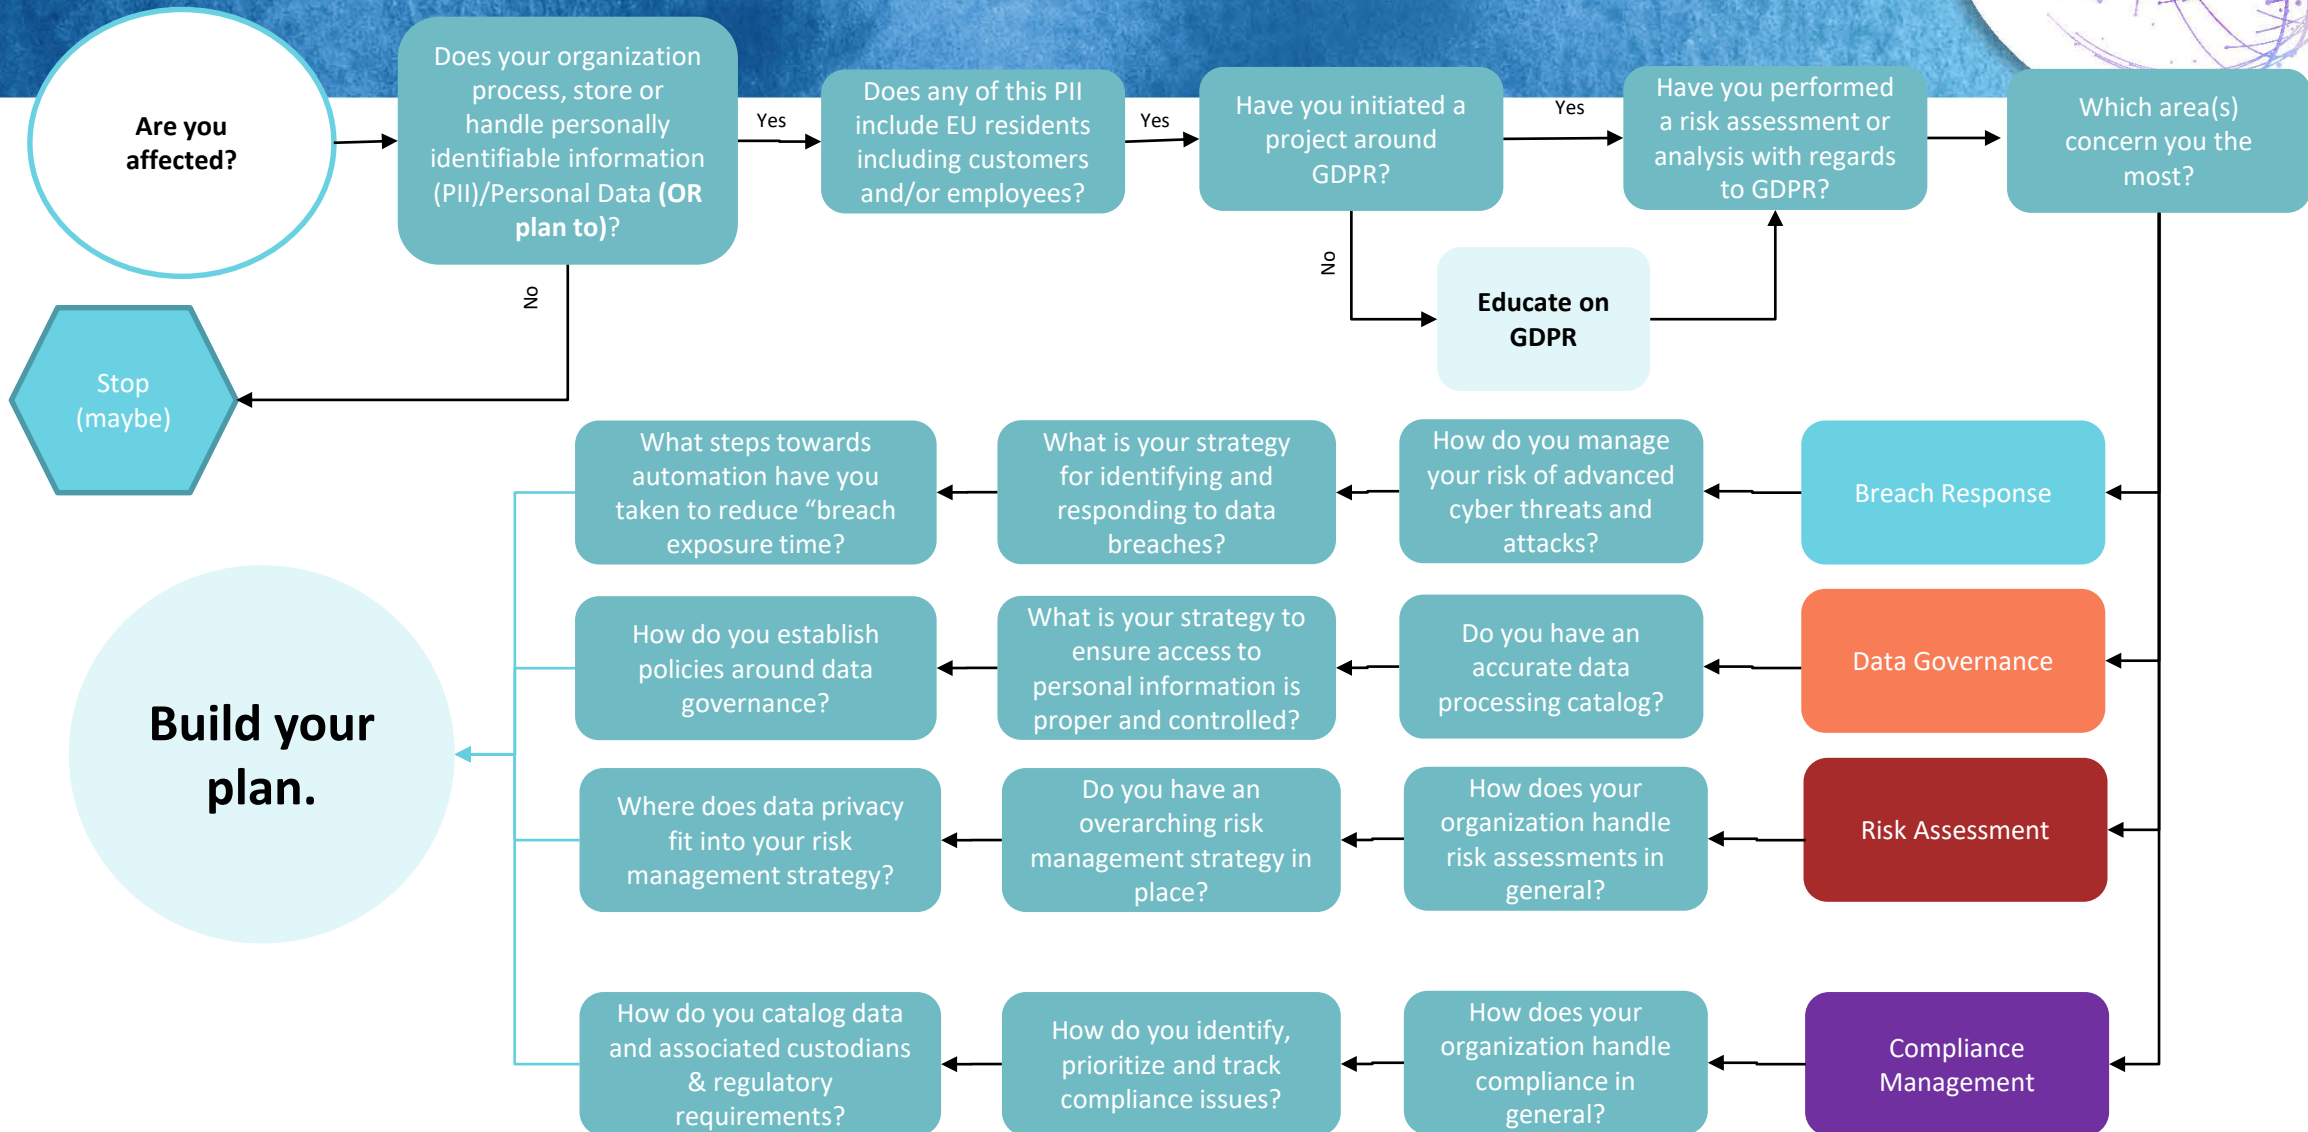 Are you
affected?
Does your organization
process, store or
handle personally
identifiable information
(PII)/Personal Data (OR
plan to)?
Yes
Does any of this PII
include EU residents
including customers
and/or employees?
Yes
Have you initiated a
project around
GDPR?
Yes
Have you performed
a risk assessment or
analysis with regards
to GDPR?
Which area(s)
concern you the
most?
No
No
Educate on
GDPR
Stop
(maybe)
What steps towards
automation have you
taken to reduce “breach
exposure time?
What is your strategy
for identifying and
responding to data
breaches?
How do you manage
your risk of advanced
cyber threats and
attacks?
Breach Response
How do you establish
policies around data
governance?
What is your strategy to
ensure access to
personal information is
proper and controlled?
Do you have an
accurate data
processing catalog?
Data Governance
Build your
plan.
Where does data privacy
fit into your risk
management strategy?
Do you have an
overarching risk
management strategy in
place?
How does your
organization handle
risk assessments in
general?
Risk Assessment
How do you catalog data
and associated custodians
& regulatory
requirements?
How do you identify,
prioritize and track
compliance issues?
How does your
organization handle
compliance in
general?
Compliance
Management